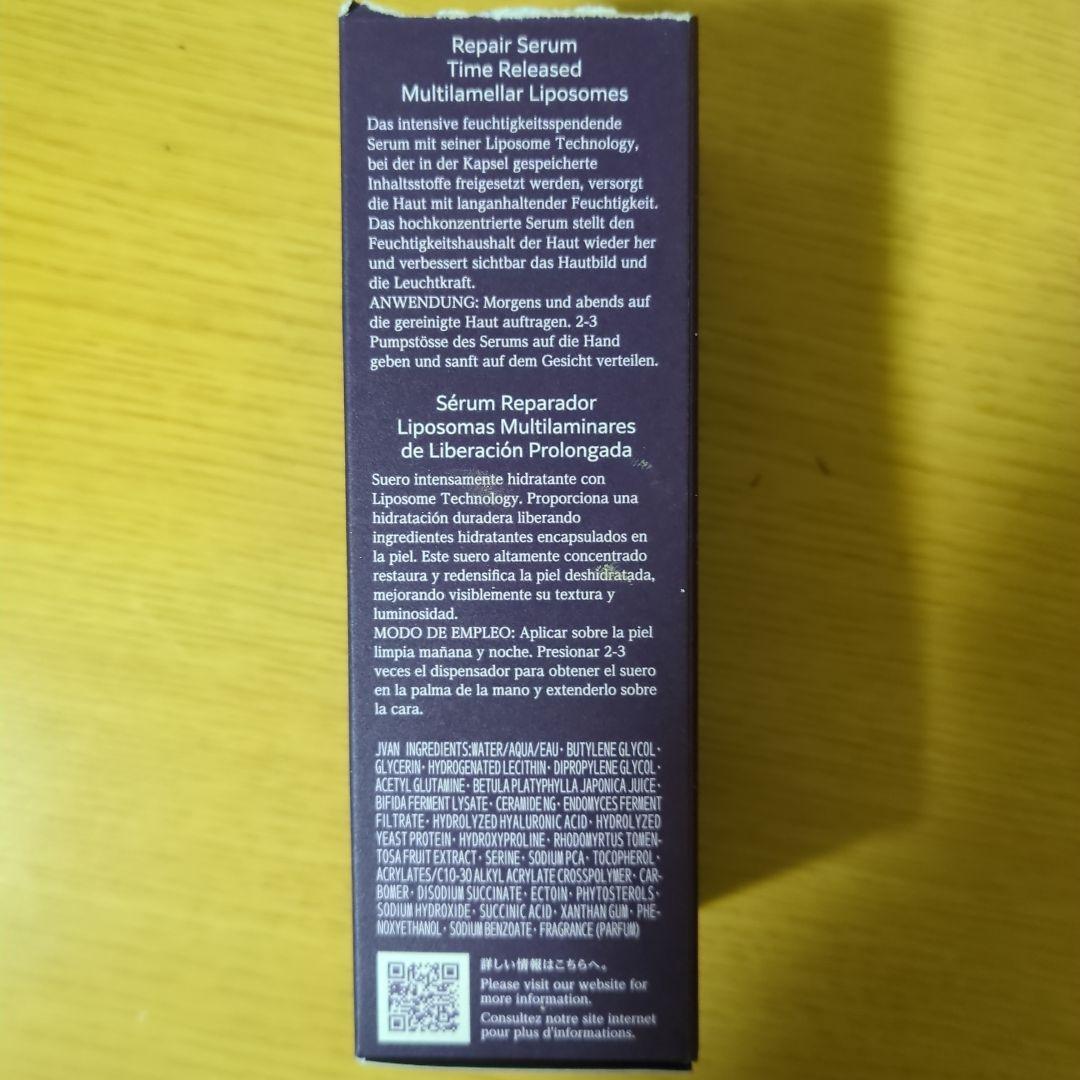 Repair Serum
Time Released
Multilamellar Liposomes
Das intensive feuchtigkeitsspendende
Serum mit seiner Liposome Technology,
bei der in der Kapsel gespeicherte
Inhaltsstoffe freigesetzt werden, versorgt
die Haut mit langanhaltender Feuchtigkeit.
Das hochkonzentrierte Serum stellt den
Feuchtigkeitshaushalt der Haut wieder her
und verbessert sichtbar das Hautbild und
die Leuchtkraft.
ANWENDUNG: Morgens und abends auf
die gereinigte Haut auftragen. 2-3
Pumpstösse des Serums auf die Hand
geben und sanft auf dem Gesicht verteilen.
Sérum Reparador
Liposomas Multilaminares
de Liberación Prolongada
Suero intensamente hidratante con
Liposome Technology. Proporciona una
hidratación duradera liberando
ingredientes hidratantes encapsulados en
la piel. Este suero altamente concentrado
restaura y redensifica la piel deshidratada,
mejorando visiblemente su textura y
luminosidad.
MODO DE EMPLEO: Aplicar sobre la piel
limpia mañana y noche. Presionar 2-3
veces el dispensador para obtener el suero
en la palma de la mano y extenderlo sobre
la cara.
JVAN INGREDIENTS:WATER/AQUA/EAU・BUTYLENE GLYCOL・
GLYCERIN・HYDROGENATED LECITHIN・DIPROPYLENE GLYCOL・
ACETYL GLUTAMINE・BETULA PLATYPHYLLA JAPONICA JUICE・
BIFIDA FERMENT LYSATE・CERAMIDE NG・ENDOMYCES FERMENT
FILTRATE・HYDROLYZED HYALURONIC ACID・HYDROLYZED
YEAST PROTEIN・HYDROXYPROLINE・RHODOMYRTUS TOMEN-
TOSA FRUIT EXTRACT・SERINE・SODIUM PCA・TOCOPHEROL・
ACRYLATES/C10-30 ALKYL ACRYLATE CROSSPOLYMER・CAR-
BOMER・DISODIUM SUCCINATE・ECTOIN・PHYTOSTEROLS・
SODIUM HYDROXIDE・SUCCINIC ACID・XANTHAN GUM・PHE-
NOXYETHANOL・SODIUM BENZOATE・FRAGRANCE (PARFUM)
詳しい情報はこちらへ。
Please visit our website for
more information.
Consultez notre site internet
pour plus d'informations.